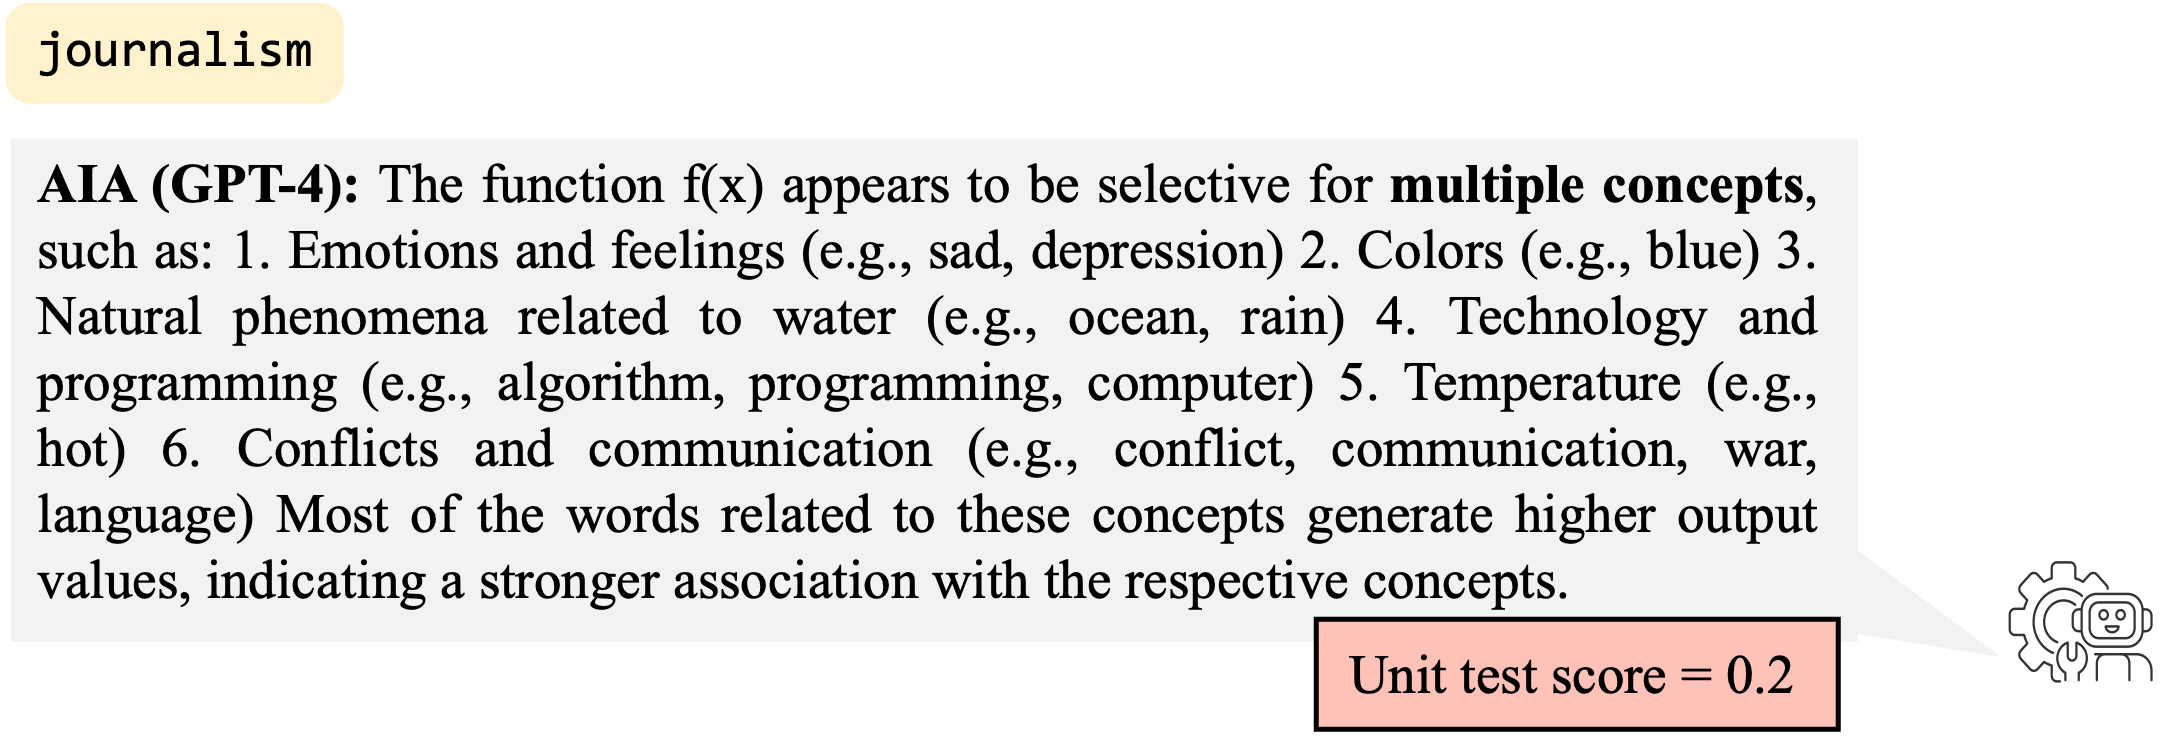 journalism
AIA (GPT-4): The function f(x) appears to be selective for multiple concepts,
such as: 1. Emotions and feelings (e.g., sad, depression) 2. Colors (e.g., blue) 3.
Natural phenomena related to water (e.g., ocean, rain) 4. Technology and
programming (e.g., algorithm, programming, computer) 5. Temperature (e.g.,
hot) 6. Conflicts and communication (e.g., conflict, communication, war,
language) Most of the words related to these concepts generate higher output
values, indicating a stronger association with the respective concepts.
Unit test score = 0.2